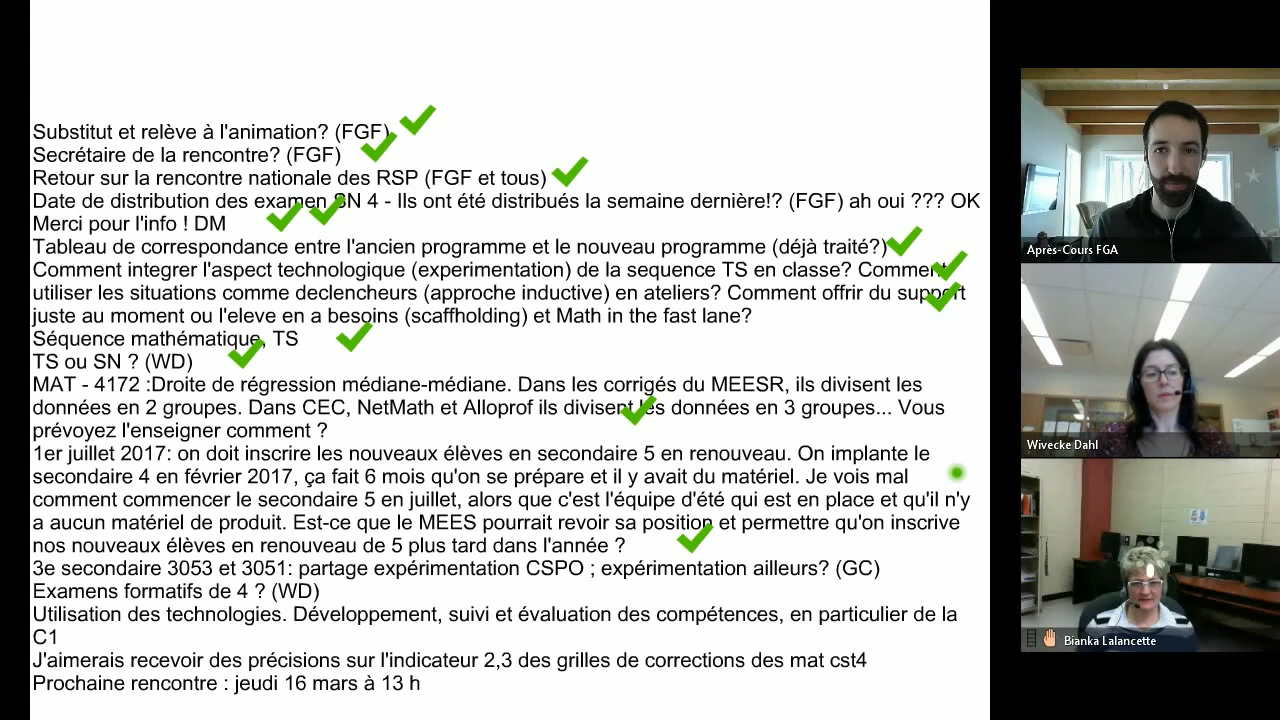 Substitut et relève à l'animation? (FGF)
Secrétaire de la rencontre? (FGF)
Retour sur la rencontre nationale des RSP (FGF et tous)
Date de distribution des examen SN 4 - Ils ont été distribués la semaine dernière!? (FGF) ah oui ??? OK
Merci pour l'info ! DM
Tableau de correspondance entre l'ancien programme et le nouveau programme (déjà traité?)
Comment integrer l'aspect technologique (experimentation) de la sequence TS en classe? Comment
utiliser les situations comme declencheurs (approche inductive) en ateliers? Comment offrir du support
juste au moment ou l'eleve en a besoins (scaffholding) et Math in the fast lane?
Séquence mathématique, TS
TS ou SN ? (WD)
MAT - 4172 :Droite de régression médiane-médiane. Dans les corrigés du MEESR, ils divisent les
données en 2 groupes. Dans CEC, NetMath et Alloprof ils divisent les données en 3 groupes... Vous
prévoyez l'enseigner comment ?
1er juillet 2017: on doit inscrire les nouveaux élèves en secondaire 5 en renouveau. On implante le
secondaire 4 en février 2017, ça fait 6 mois qu'on se prépare et il y avait du matériel. Je vois mal
comment commencer le secondaire 5 en juillet, alors que c'est l'équipe d'été qui est en place et qu'il n'y
a aucun matériel de produit. Est-ce que le MEES pourrait revoir sa position et permettre qu'on inscrive
nos nouveaux élèves en renouveau de 5 plus tard dans l'année ?
3e secondaire 3053 et 3051: partage expérimentation CSPO ; expérimentation ailleurs? (GC)
Examens formatifs de 4 ? (WD)
Utilisation des technologies. Développement, suivi et évaluation des compétences, en particulier de la
C1
J'aimerais recevoir des précisions sur l'indicateur 2,3 des grilles de corrections des mat cst4
Prochaine rencontre : jeudi 16 mars à 13 h
Après-Cours FGA
Wivecke Dahl
Bianka Lalancette